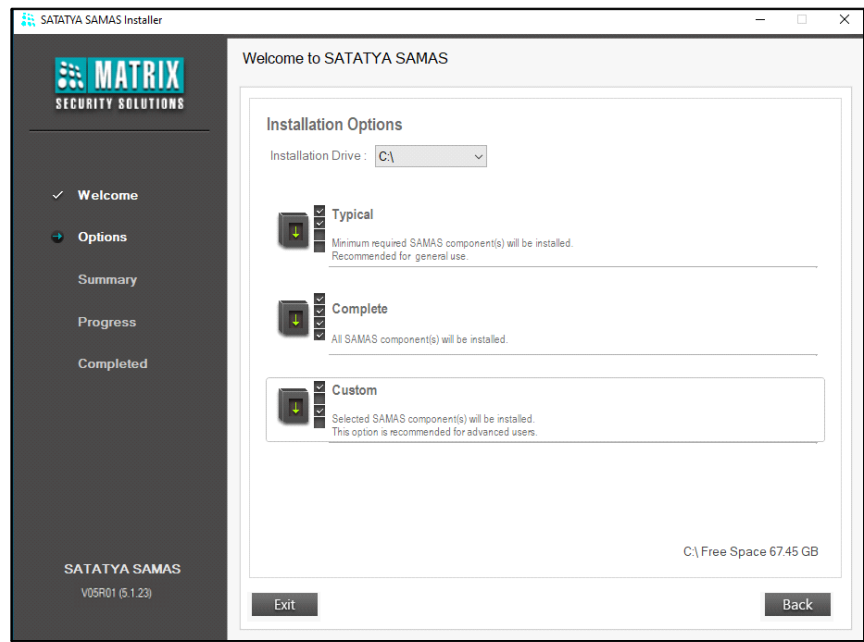 SATATYA SAMAS Installer
MATRIX
SECURITY SOLUTIONS
Welcome
Options
Summary
Progress
Completed
SATATYA SAMAS
V05R01 (5.1.23)
Welcome to SATATYA SAMAS
Installation Options
Installation Drive : C:\
Typical
Minimum required SAMAS component(s) will be installed.
Recommended for general use.
Complete
All SAMAS component(s) will be installed.
Custom
Selected SAMAS component(s) will be installed.
This option is recommended for advanced users.
C:\ Free Space 67.45 GB
Exit
Back